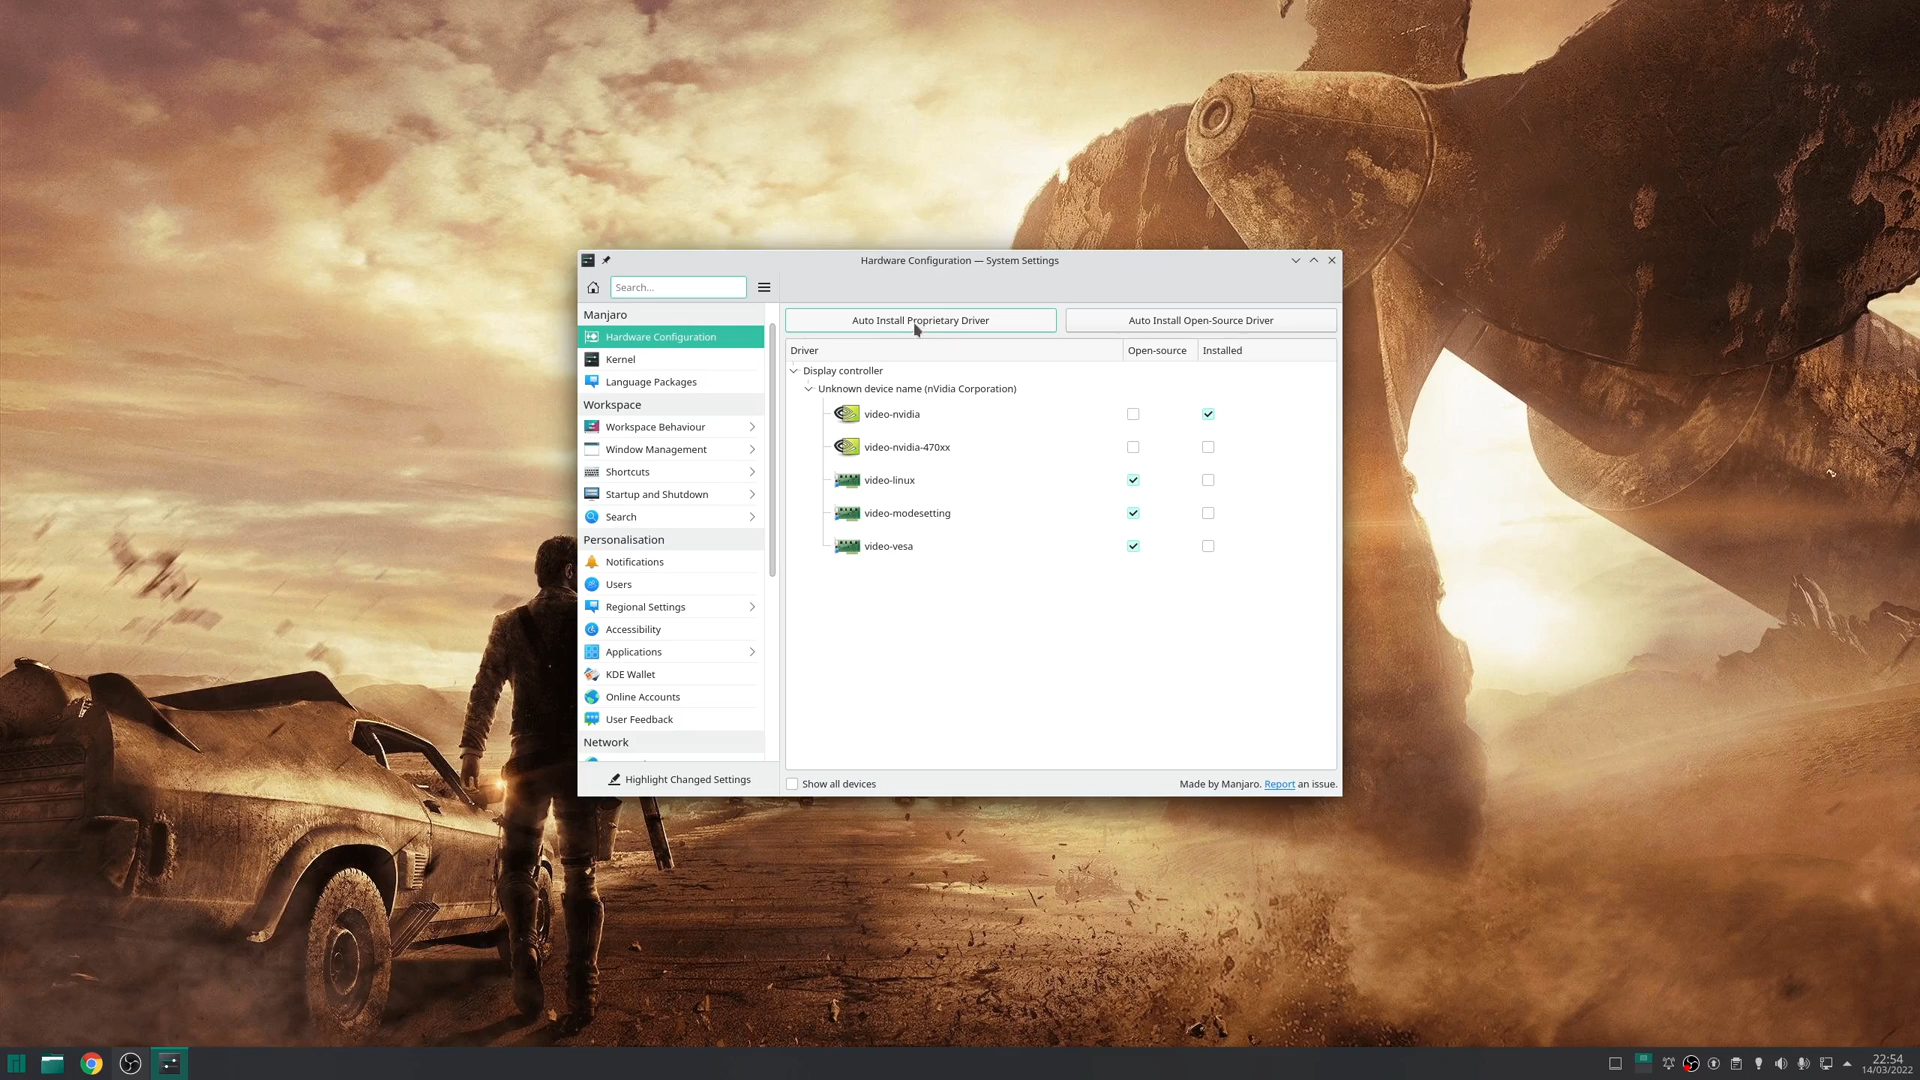 Hardware Configuration — System Settings
Search...
Manjaro
Hardware Configuration
Kernel
Language Packages
Workspace
Workspace Behaviour
Window Management
Shortcuts
Startup and Shutdown
Search
Personalisation
Notifications
Users
Regional Settings
Accessibility
Applications
KDE Wallet
Online Accounts
User Feedback
Network
Highlight Changed Settings
Auto Install Proprietary Driver
Auto Install Open-Source Driver
Driver Open-source Installed
Display controller
Unknown device name (nVidia Corporation)
video-nvidia
video-nvidia-470xx
video-linux
video-modesetting
video-vesa
Show all devices
Made by Manjaro. Report an issue.
22:54
14/03/2022